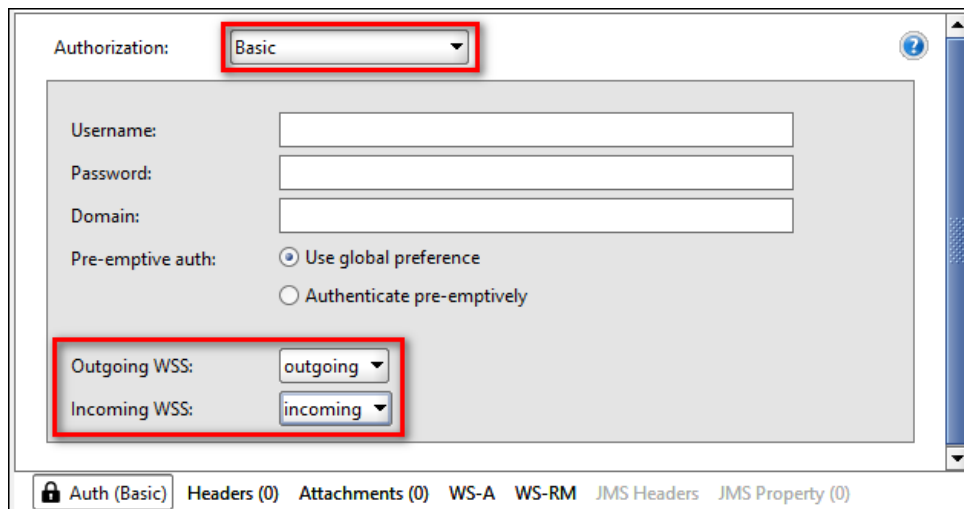 Authorization: Basic
?
Username:
Password:
Domain:
Pre-emptive auth: Use global preference
Authenticate pre-emptively
Outgoing WSS: outgoing
Incoming WSS: incoming
Auth (Basic) Headers (0) Attachments (0) WS-A WS-RM JMS Headers JMS Property (0)